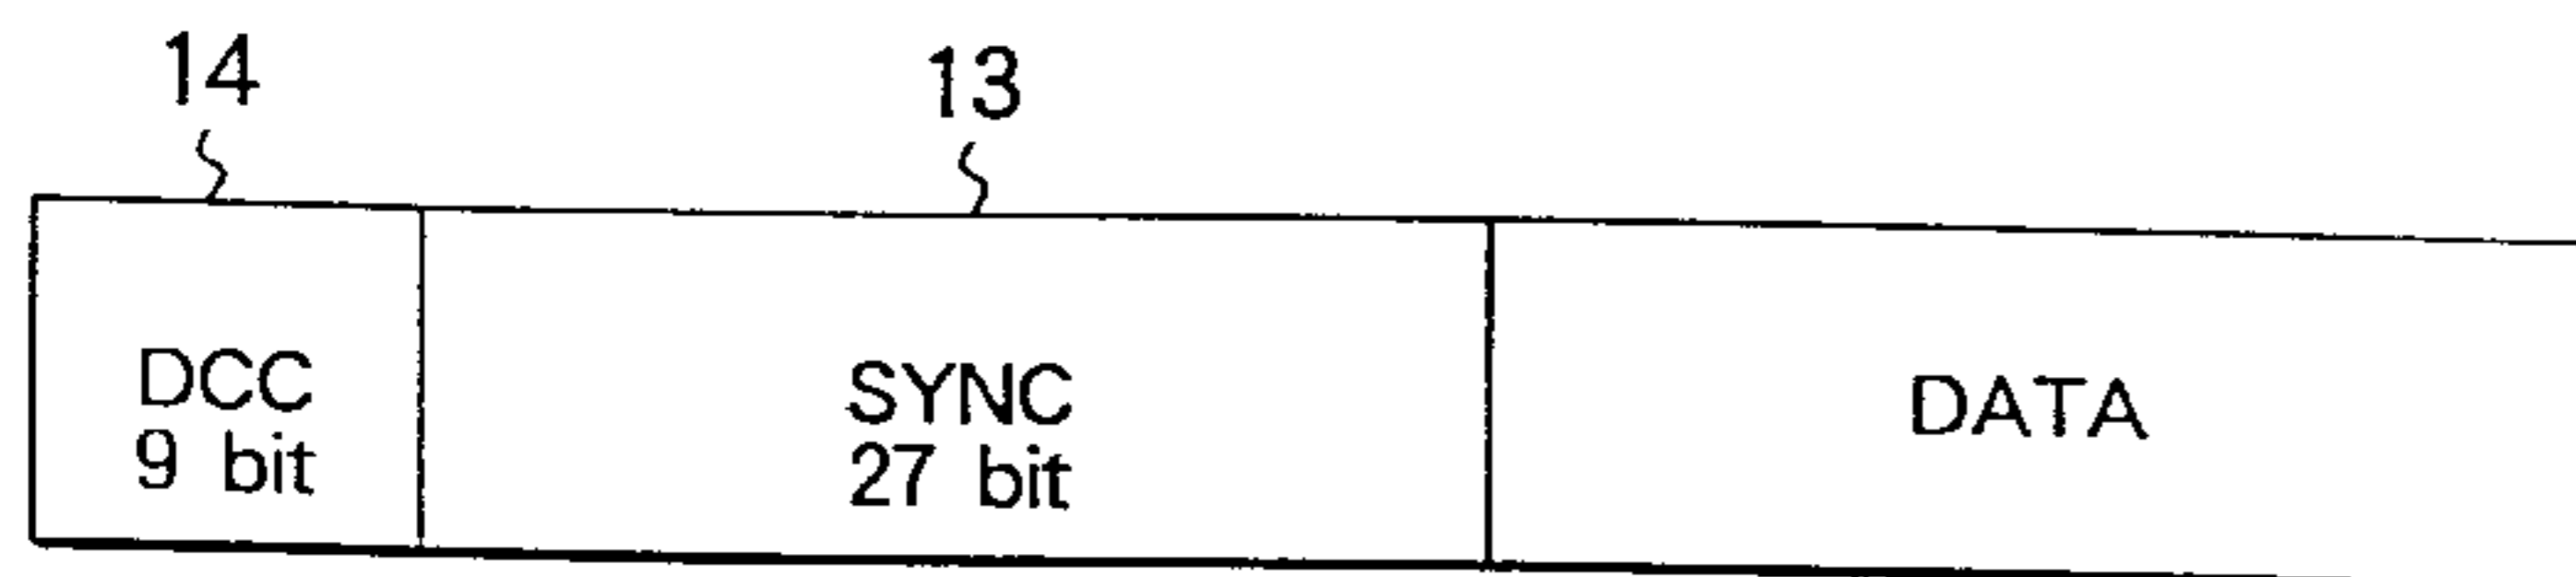 14
13
DCC
9 bit
SYNC
27 bit
DATA